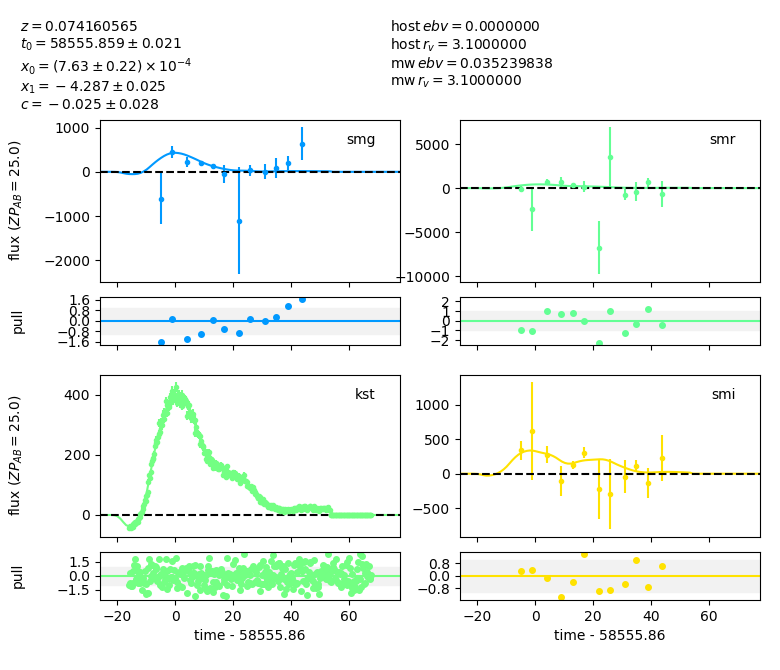 z = 0.074160565
t0 = 58555.859 ± 0.021
x0 = (7.63 ± 0.22) × 10^−4
x1 = −4.287 ± 0.025
c = −0.025 ± 0.028
host ebv = 0.0000000
host r_v = 3.1000000
mw ebv = 0.035239838
mw r_v = 3.1000000
flux (ZP_AB = 25.0)
1000
0
−1000
−2000
smg
5000
0
−5000
−10000
smr
pull
1.6
0.8
0.0
−0.8
−1.6
2
1
0
−1
−2
flux (ZP_AB = 25.0)
400
200
0
kst
1000
500
0
−500
smi
pull
1.5
0.0
−1.5
0.8
0.0
−0.8
−20 0 20 40 60
−20 0 20 40 60
time - 58555.86
time - 58555.86